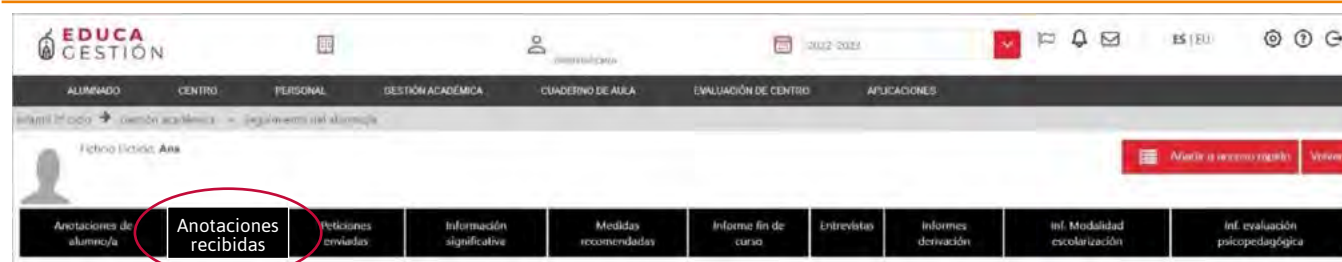 EDUCA
GESTIÓN
2022-2023
ES | EU
ALUMNADO CENTRO PERSONAL GESTIÓN ACADÉMICA CUADERNO DE AULA EVALUACIÓN DE CENTRO APLICACIONES
Infantil 2º ciclo → Gestión académica → Seguimiento del alumno/a
Ficticio Ficticio, Ana
Añadir a acceso rápido Volver
Anotaciones de Anotaciones Peticiones Información Medidas Informe fin de Entrevistas Informes Inf. Modalidad Inf. evaluación
alumno/a recibidas enviadas significativa recomendadas curso derivación escolarización psicopedagógica